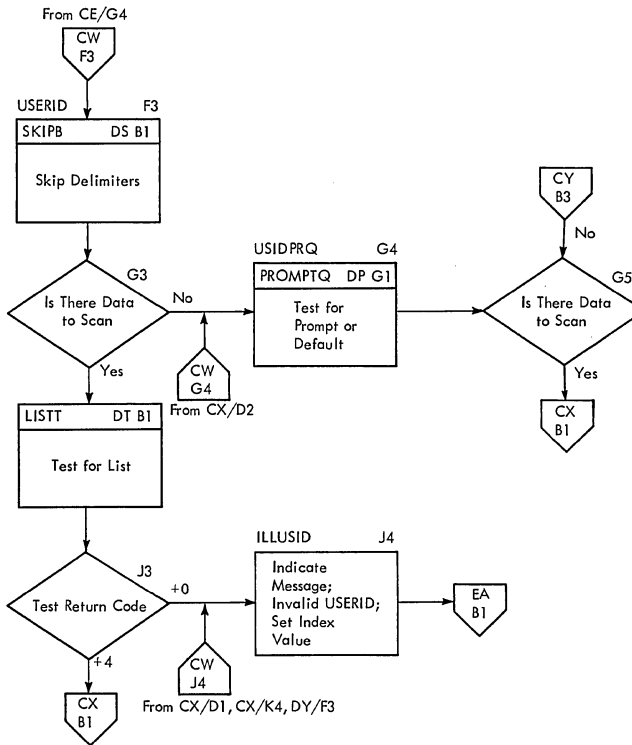 From CE/G4
CW
F3
USERID F3
SKIPB DS B1
Skip Delimiters
G3
Is There Data
to Scan
No
Yes
CW
G4
From CX/D2
USIDPRQ G4
PROMPTQ DP G1
Test for
Prompt or
Default
CY
B3
No
G5
Is There Data
to Scan
Yes
CX
B1
LISTT DT B1
Test for List
J3
Test Return Code
+0
+4
CX
B1
CW
J4
From CX/D1, CX/K4, DY/F3
ILLUSID J4
Indicate
Message;
Invalid USERID;
Set Index
Value
EA
B1